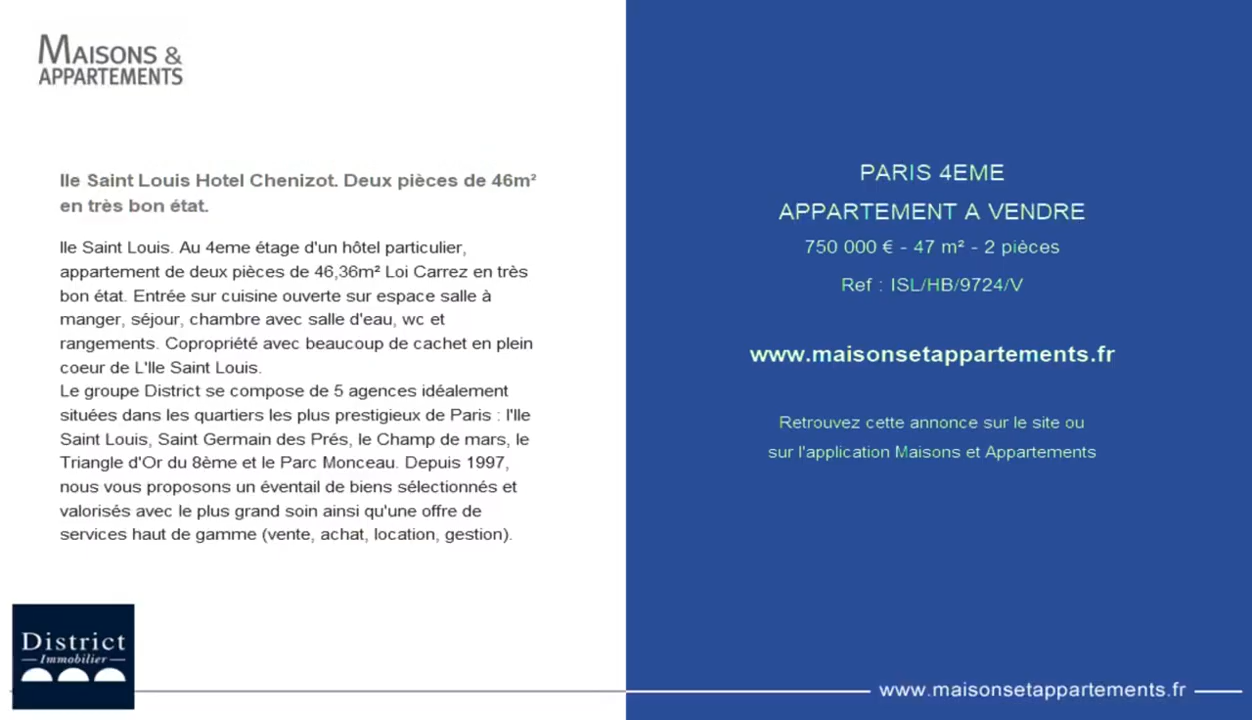 MAISONS &
APPARTEMENTS
Ile Saint Louis Hotel Chenizot. Deux pièces de 46m²
en très bon état.
Ile Saint Louis. Au 4eme étage d'un hôtel particulier,
appartement de deux pièces de 46,36m² Loi Carrez en très
bon état. Entrée sur cuisine ouverte sur espace salle à
manger, séjour, chambre avec salle d'eau, wc et
rangements. Copropriété avec beaucoup de cachet en plein
coeur de L'Ile Saint Louis.
Le groupe District se compose de 5 agences idéalement
situées dans les quartiers les plus prestigieux de Paris : l'Ile
Saint Louis, Saint Germain des Prés, le Champ de mars, le
Triangle d'Or du 8ème et le Parc Monceau. Depuis 1997,
nous vous proposons un éventail de biens sélectionnés et
valorisés avec le plus grand soin ainsi qu'une offre de
services haut de gamme (vente, achat, location, gestion).
District
Immobilier
PARIS 4EME
APPARTEMENT A VENDRE
750 000 € - 47 m² - 2 pièces
Ref : ISL/HB/9724/V
www.maisonsetappartements.fr
Retrouvez cette annonce sur le site ou
sur l'application Maisons et Appartements
www.maisonsetappartements.fr